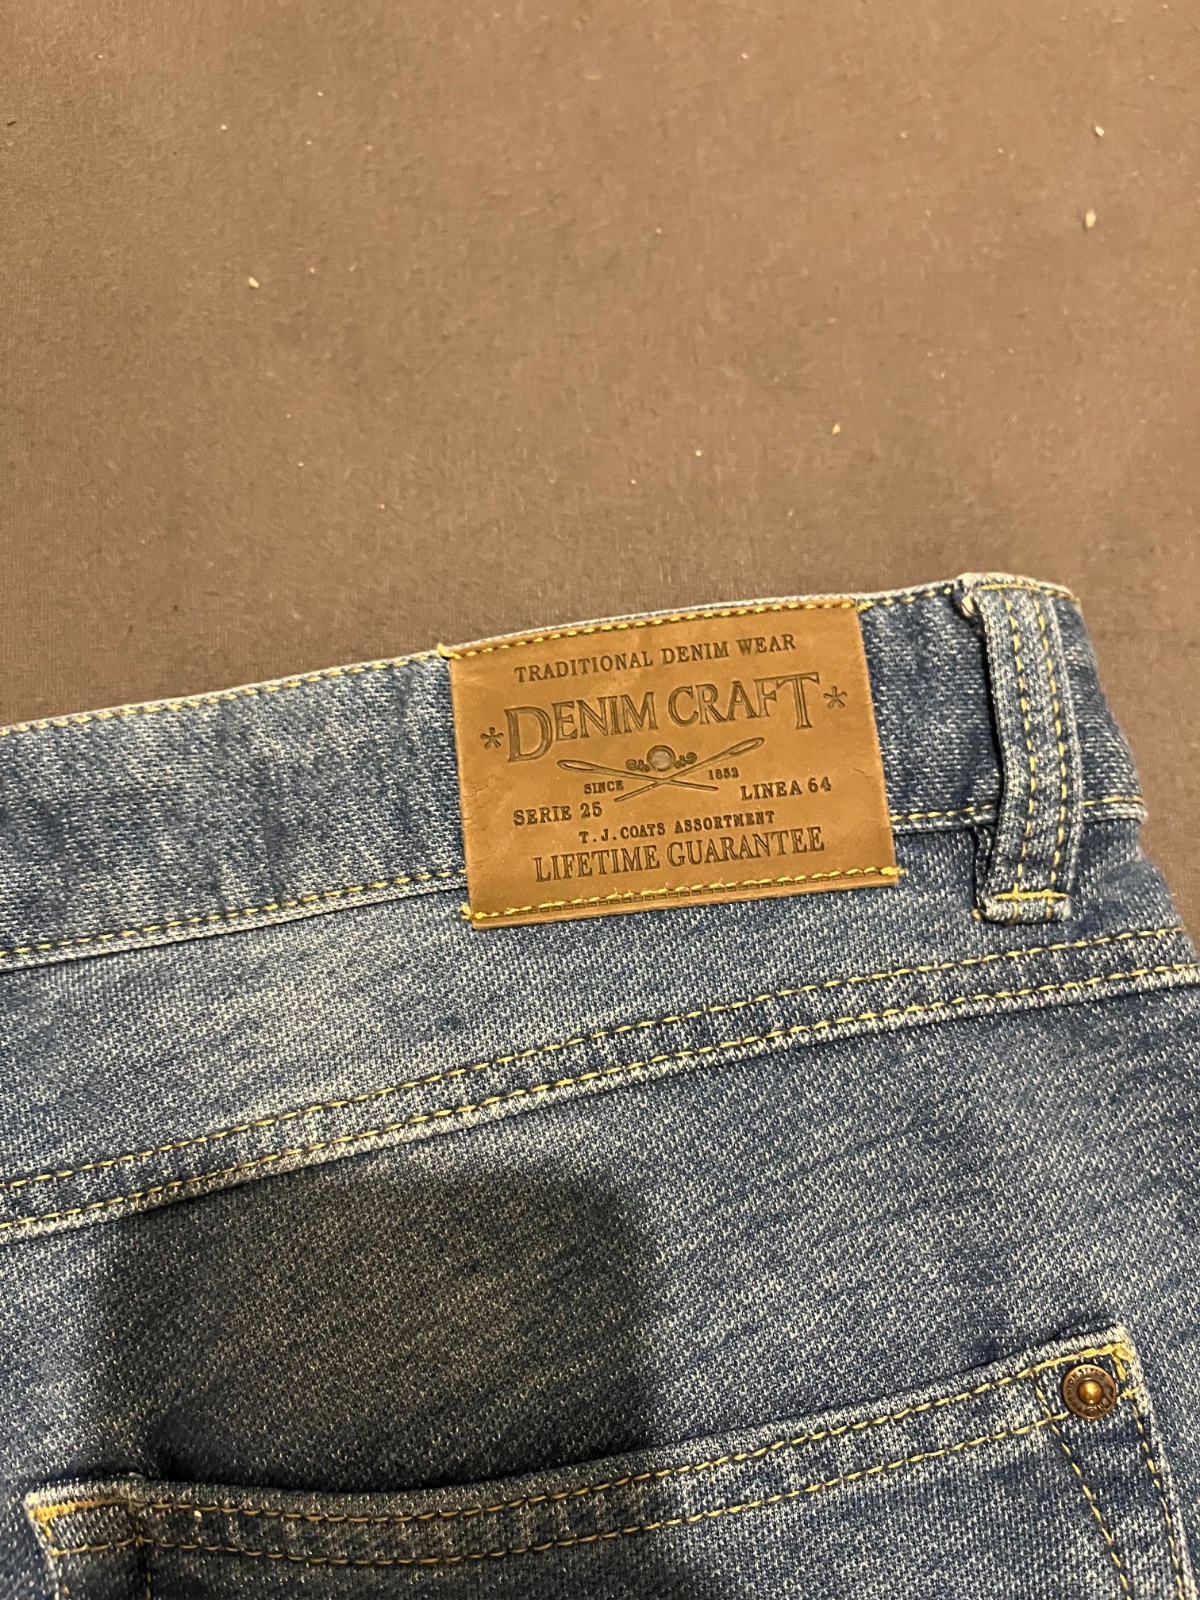 TRADITIONAL DENIM WEAR
* DENIM CRAFT *
SINCE 1852
SERIE 25 LINEA 64
T. J. COATS ASSORTMENT
LIFETIME GUARANTEE